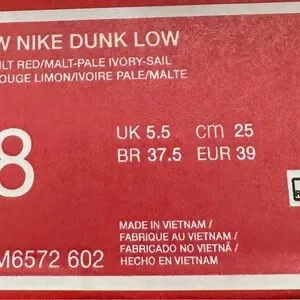 W NIKE DUNK LOW
ILT RED/MALT-PALE IVORY-SAIL
OUGE LIMON/IVOIRE PALE/MALTE
8
UK 5.5 cm 25
BR 37.5 EUR 39
MADE IN VIETNAM /
FABRIQUE AU VIETNAM /
FABRICADO NO VIETNÃ /
HECHO EN VIETNAM
M6572 602